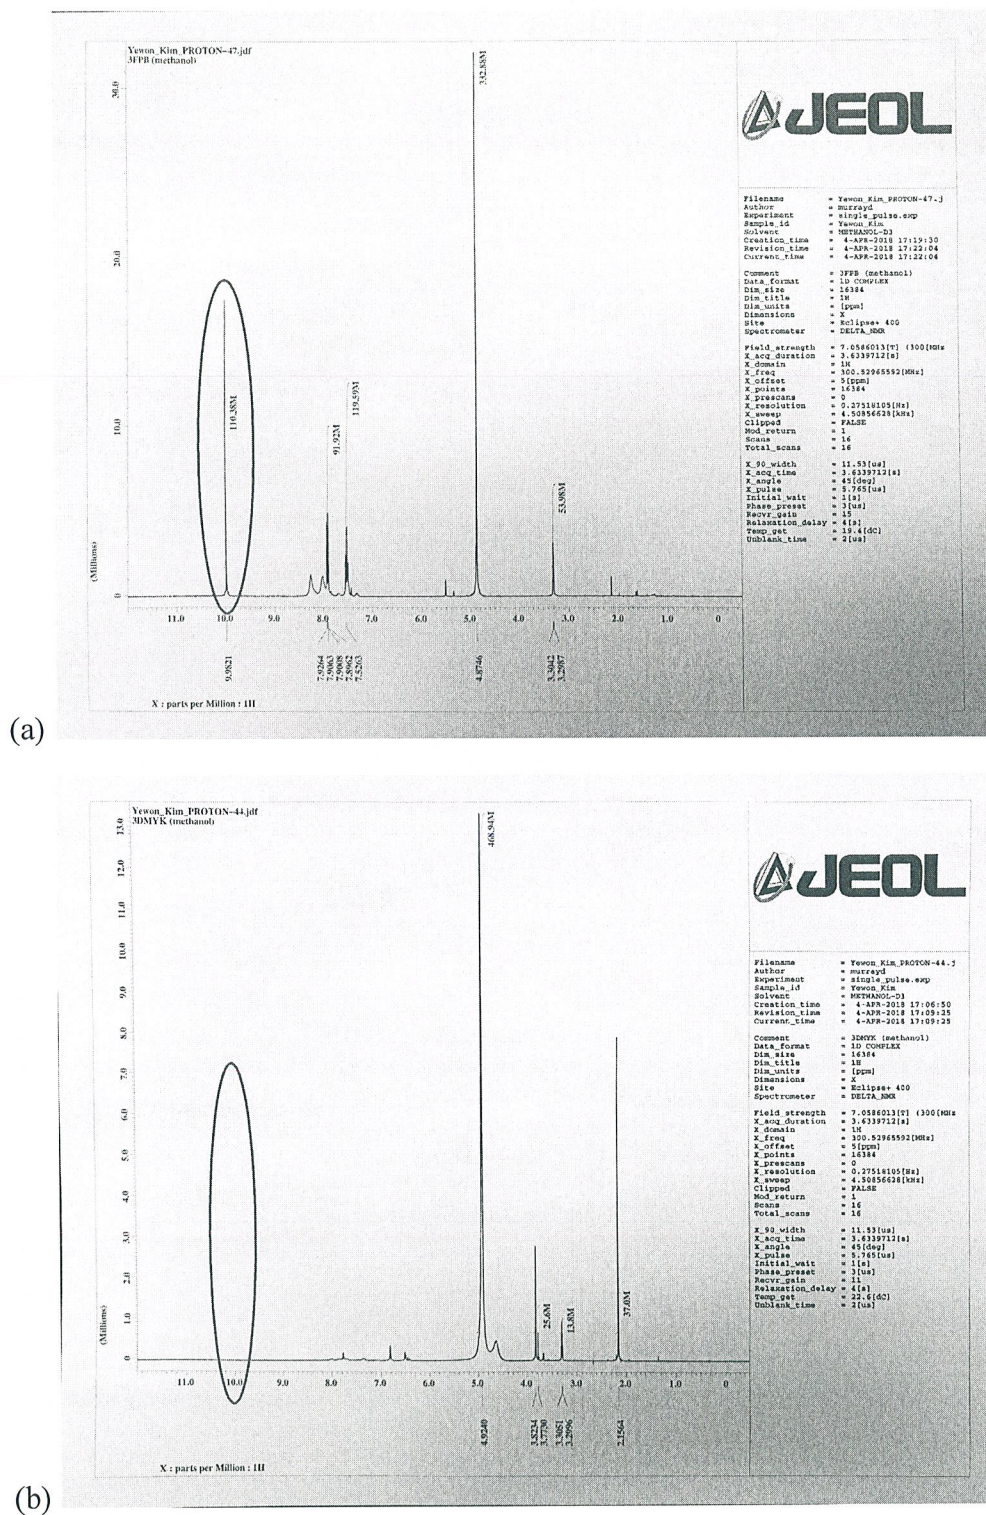 Yewon_Kim_PROTON-47.jdf
3FPB (methanol)
332.88M
110.38M
91.92M
119.59M
53.98M
30.0
20.0
10.0
0
(Millions)
11.0 10.0 9.0 8.0 7.0 6.0 5.0 4.0 3.0 2.0 1.0 0
9.9821
7.9264
7.9063
7.9008
7.8962
7.5263
4.8746
3.3042
3.2987
X : parts per Million : 1H
JEOL
Filename = Yewon_Kim_PROTON-47.j
Author = murrayd
Experiment = single_pulse.exp
Sample_id = Yewon_Kim
Solvent = METHANOL-D3
Creation_time = 4-APR-2018 17:19:30
Revision_time = 4-APR-2018 17:22:04
Current_time = 4-APR-2018 17:22:04
Comment = 3FPB (methanol)
Data_format = 1D COMPLEX
Dim_size = 16384
Dim_title = 1H
Dim_units = [ppm]
Dimensions = X
Site = Eclipse+ 400
Spectrometer = DELTA_NMR
Field_strength = 7.0586013[T] (300[MHz
X_acq_duration = 3.6339712[s]
X_domain = 1H
X_freq = 300.52965592[MHz]
X_offset = 5[ppm]
X_points = 16384
X_prescans = 0
X_resolution = 0.27518105[Hz]
X_sweep = 4.50856628[kHz]
Clipped = FALSE
Mod_return = 1
Scans = 16
Total_scans = 16
X_90_width = 11.53[us]
X_acq_time = 3.6339712[s]
X_angle = 45[deg]
X_pulse = 5.765[us]
Initial_wait = 1[s]
Phase_preset = 3[us]
Recvr_gain = 15
Relaxation_delay = 4[s]
Temp_get = 19.4[dC]
Unblank_time = 2[us]
(a)
Yewon_Kim_PROTON-44.jdf
3DMYK (methanol)
468.94M
25.6M
13.8M
37.0M
13.0
12.0
11.0
10.0
9.0
8.0
7.0
6.0
5.0
4.0
3.0
2.0
1.0
0
(Millions)
11.0 10.0 9.0 8.0 7.0 6.0 5.0 4.0 3.0 2.0 1.0 0
4.9240
3.8234
3.7730
3.3051
3.2996
2.1564
X : parts per Million : 1H
JEOL
Filename = Yewon_Kim_PROTON-44.j
Author = murrayd
Experiment = single_pulse.exp
Sample_id = Yewon_Kim
Solvent = METHANOL-D3
Creation_time = 4-APR-2018 17:06:50
Revision_time = 4-APR-2018 17:09:25
Current_time = 4-APR-2018 17:09:25
Comment = 3DMYK (methanol)
Data_format = 1D COMPLEX
Dim_size = 16384
Dim_title = 1H
Dim_units = [ppm]
Dimensions = X
Site = Eclipse+ 400
Spectrometer = DELTA_NMR
Field_strength = 7.0586013[T] (300[MHz
X_acq_duration = 3.6339712[s]
X_domain = 1H
X_freq = 300.52965592[MHz]
X_offset = 5[ppm]
X_points = 16384
X_prescans = 0
X_resolution = 0.27518105[Hz]
X_sweep = 4.50856628[kHz]
Clipped = FALSE
Mod_return = 1
Scans = 16
Total_scans = 16
X_90_width = 11.53[us]
X_acq_time = 3.6339712[s]
X_angle = 45[deg]
X_pulse = 5.765[us]
Initial_wait = 1[s]
Phase_preset = 3[us]
Recvr_gain = 11
Relaxation_delay = 4[s]
Temp_get = 22.6[dC]
Unblank_time = 2[us]
(b)